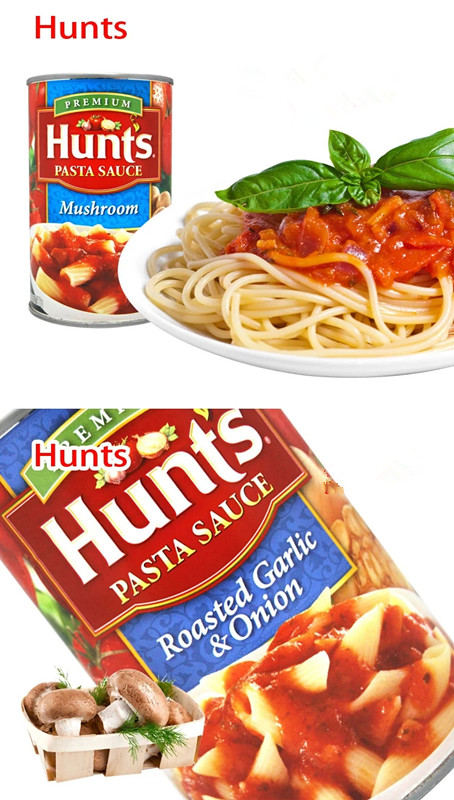 Hunts
PREMIUM
Hunt's®
PASTA SAUCE
Mushroom
Hunts
Hunt's®
PASTA SAUCE
Roasted Garlic
& Onion